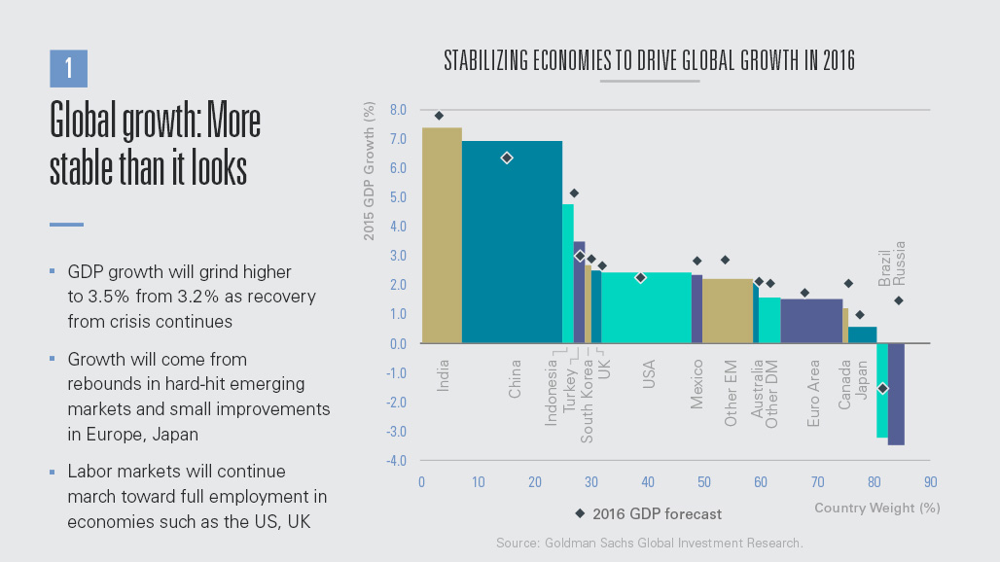 1
Global growth: More
stable than it looks
GDP growth will grind higher
to 3.5% from 3.2% as recovery
from crisis continues
Growth will come from
rebounds in hard-hit emerging
markets and small improvements
in Europe, Japan
Labor markets will continue
march toward full employment in
economies such as the US, UK
STABILIZING ECONOMIES TO DRIVE GLOBAL GROWTH IN 2016
2015 GDP Growth (%)
8.0
7.0
6.0
5.0
4.0
3.0
2.0
1.0
0.0
-1.0
-2.0
-3.0
-4.0
India
China
Indonesia
Turkey
South Korea
UK
USA
Mexico
Other EM
Australia
Other DM
Euro Area
Canada
Japan
Brazil
Russia
0 10 20 30 40 50 60 70 80 90
Country Weight (%)
2016 GDP forecast
Source: Goldman Sachs Global Investment Research.